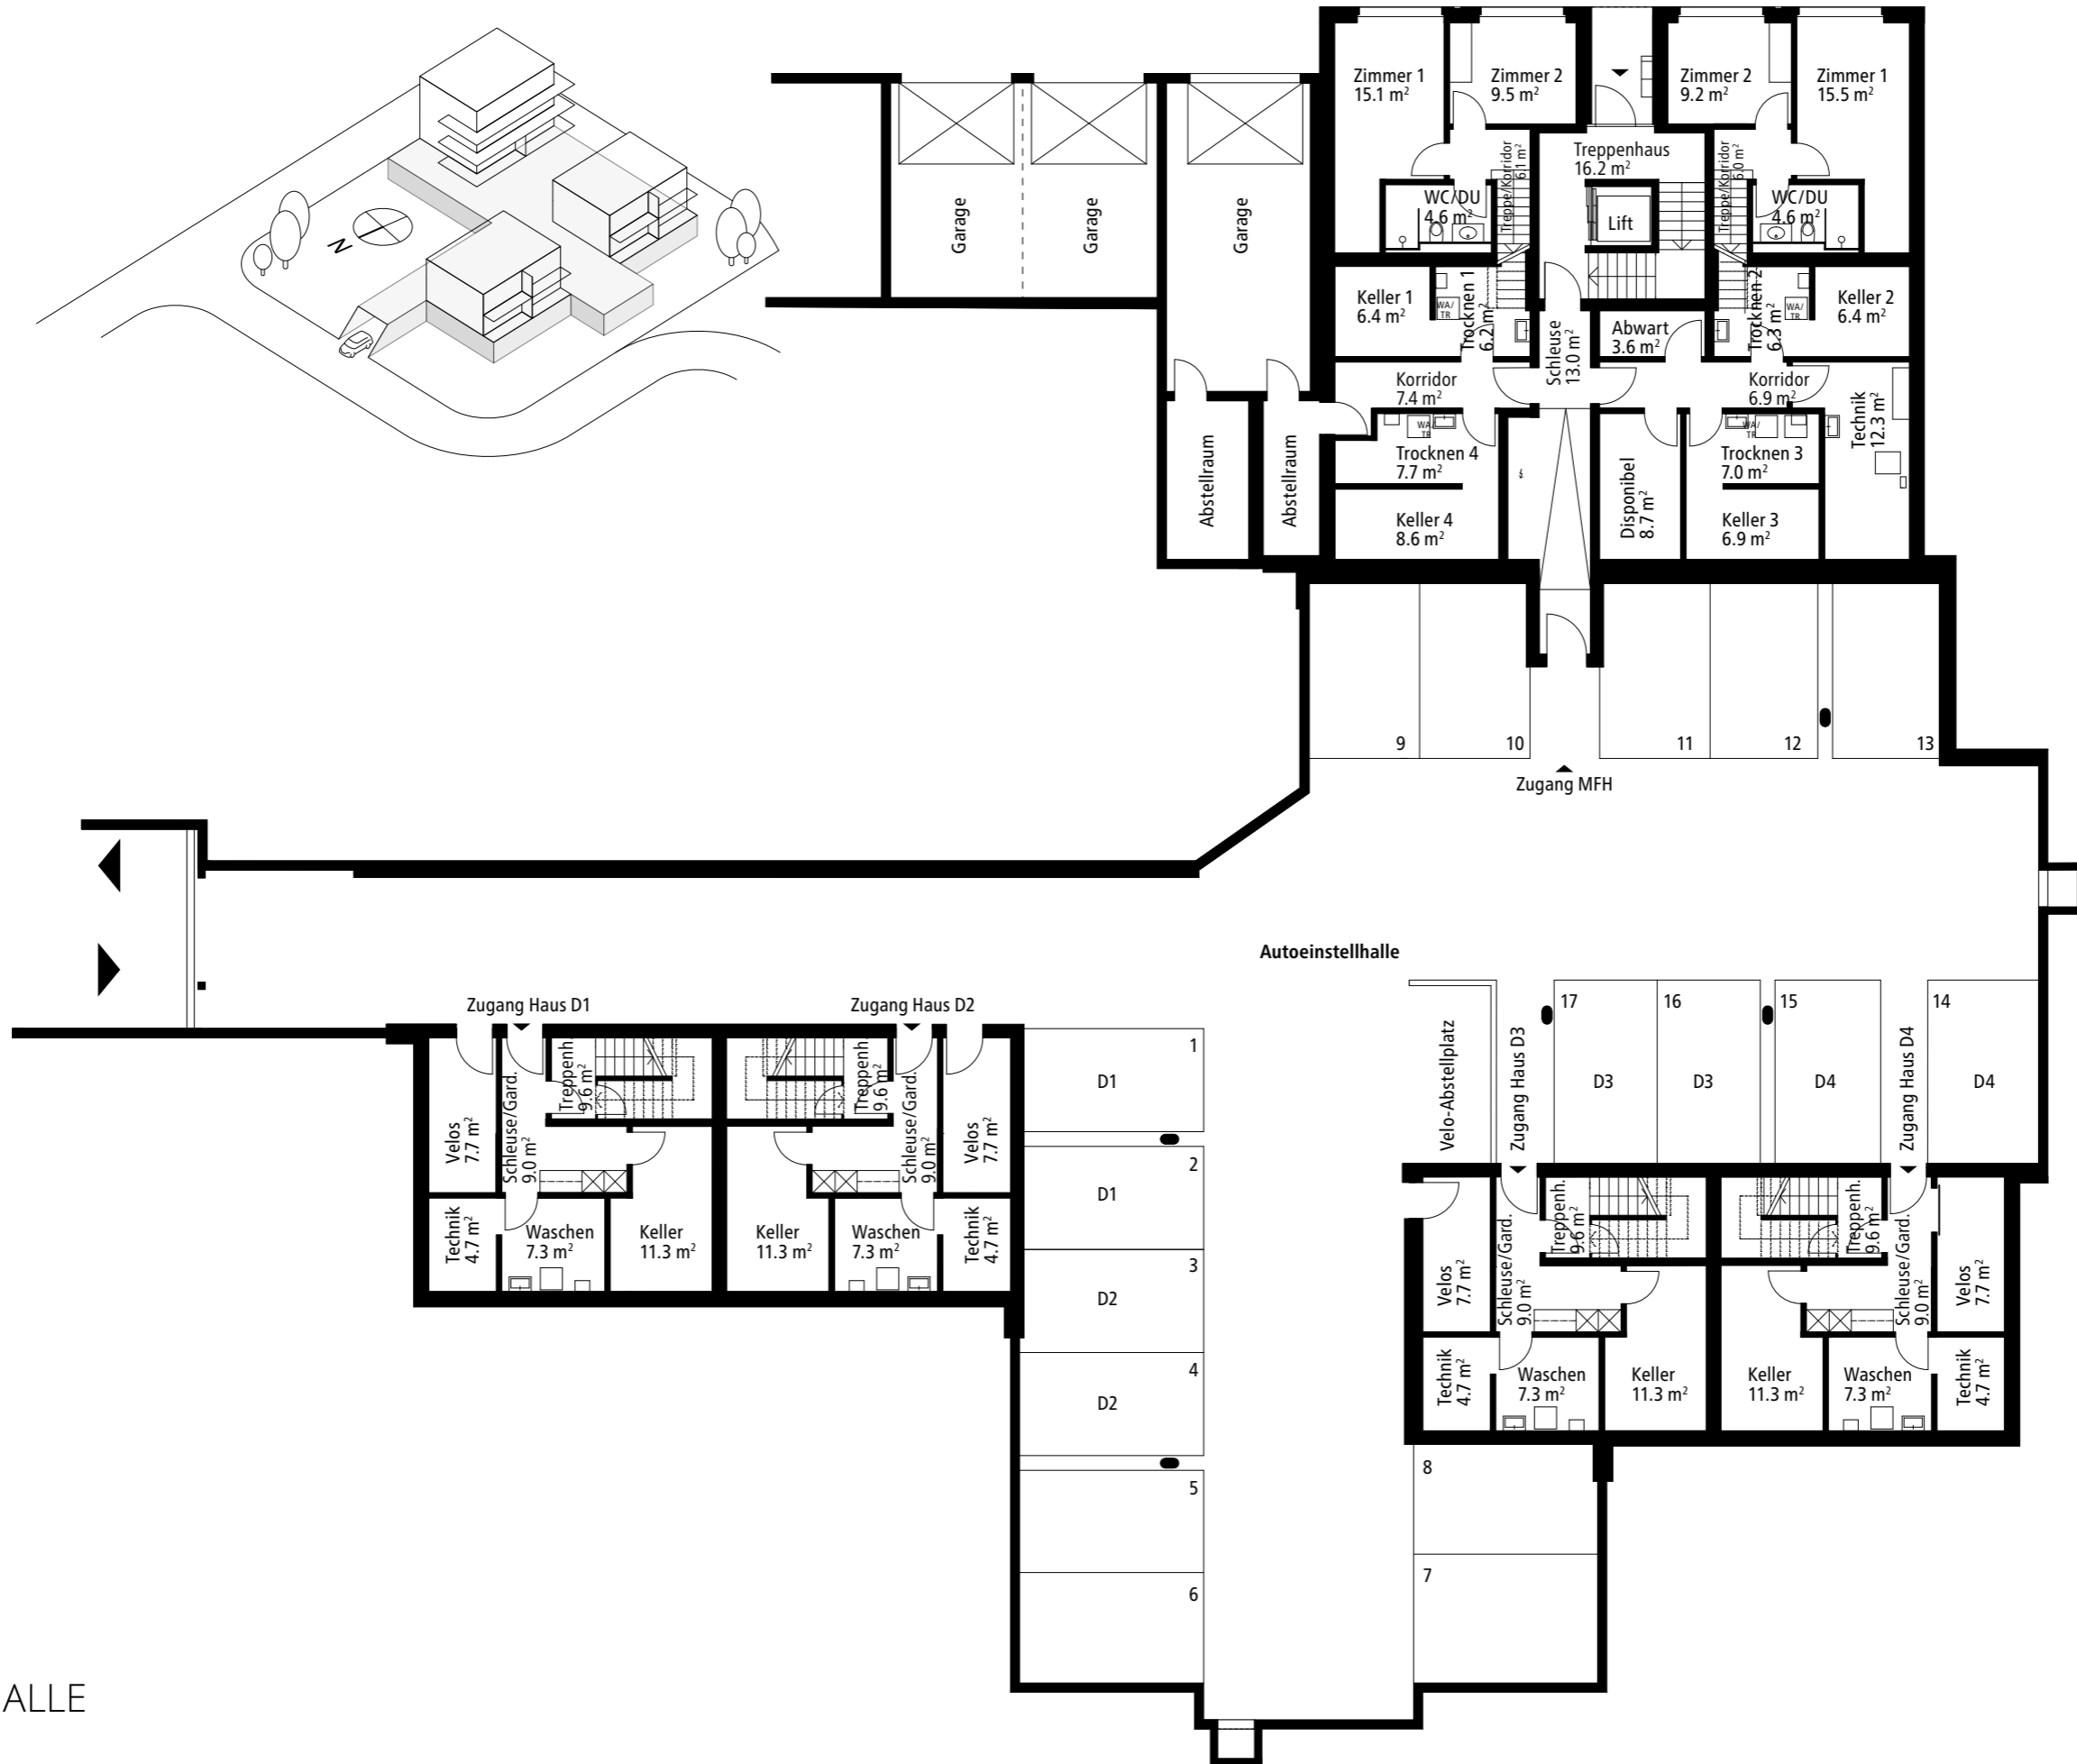 N
Garage
Garage
Garage
Abstellraum
Abstellraum
Zimmer 1
15.1 m²
Zimmer 2
9.5 m²
Zimmer 2
9.2 m²
Zimmer 1
15.5 m²
Treppe/Korridor
6.1 m²
Treppenhaus
16.2 m²
Treppe/Korridor
6.0 m²
WC/DU
4.6 m²
Lift
WC/DU
4.6 m²
Keller 1
6.4 m²
WA/
TR
Trocknen 1
6.2 m²
Schleuse
13.0 m²
Abwart
3.6 m²
Trocknen 2
6.3 m²
WA/
TR
Keller 2
6.4 m²
Korridor
7.4 m²
Korridor
6.9 m²
Technik
12.3 m²
WA/
TR
Trocknen 4
7.7 m²
Keller 4
8.6 m²
Disponibel
8.7 m²
WA/
TR
Trocknen 3
7.0 m²
Keller 3
6.9 m²
9
10
11
12
13
Zugang MFH
Autoeinstellhalle
Zugang Haus D1
Zugang Haus D2
Velos
7.7 m²
Schleuse/Gard.
9.0 m²
Treppenh.
9.6 m²
Treppenh.
9.6 m²
Schleuse/Gard.
9.0 m²
Velos
7.7 m²
Technik
4.7 m²
Waschen
7.3 m²
Keller
11.3 m²
Keller
11.3 m²
Waschen
7.3 m²
Technik
4.7 m²
1
D1
2
D1
3
D2
4
D2
5
6
Velo-Abstellplatz
Zugang Haus D3
17
D3
16
D3
15
D4
Zugang Haus D4
14
D4
Velos
7.7 m²
Schleuse/Gard.
9.0 m²
Treppenh.
9.6 m²
Treppenh.
9.6 m²
Schleuse/Gard.
9.0 m²
Velos
7.7 m²
Technik
4.7 m²
Waschen
7.3 m²
Keller
11.3 m²
Keller
11.3 m²
Waschen
7.3 m²
Technik
4.7 m²
8
7
ALLE